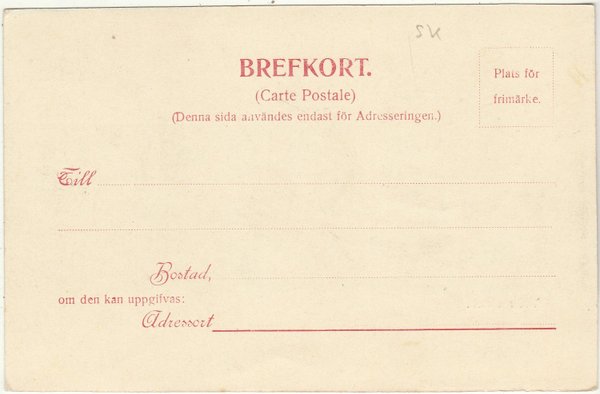 SK
BREFKORT.
(Carte Postale)
(Denna sida användes endast för Adresseringen.)
Plats för
frimärke.
Till
Bostad,
om den kan uppgifvas:
Adressort